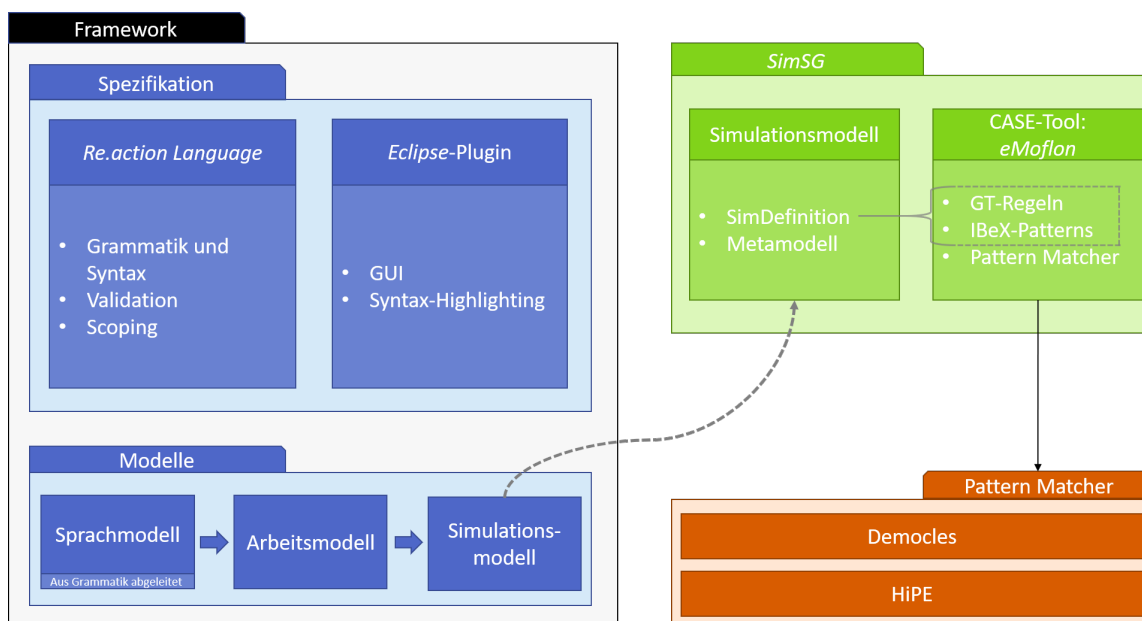 Framework
Spezifikation
Re.action Language
• Grammatik und
Syntax
• Validation
• Scoping
Eclipse-Plugin
• GUI
• Syntax-Highlighting
Modelle
Sprachmodell
Aus Grammatik abgeleitet
Arbeitsmodell
Simulations-
modell
SimSG
Simulationsmodell
• SimDefinition
• Metamodell
CASE-Tool:
eMoflon
• GT-Regeln
• IBeX-Patterns
• Pattern Matcher
Pattern Matcher
Democles
HiPE